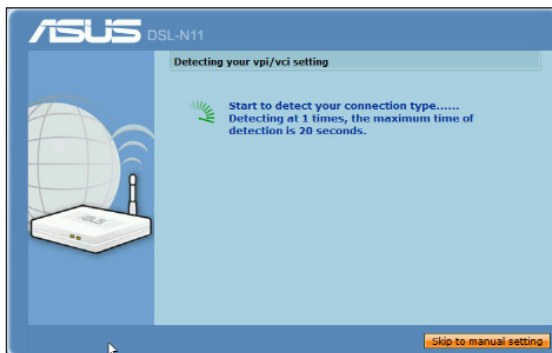 ASUS DSL-N11
Detecting your vpi/vci setting
Start to detect your connection type......
Detecting at 1 times, the maximum time of
detection is 20 seconds.
ASUS
Skip to manual setting